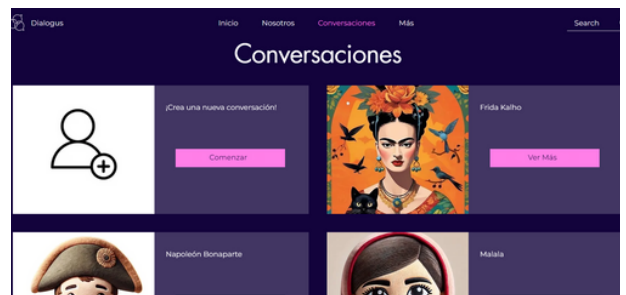 Dialogus
Inicio Nosotros Conversaciones Más
Search
Conversaciones
¡Crea una nueva conversación!
Comenzar
Frida Kalho
Ver Más
Napoleón Bonaparte
Malala